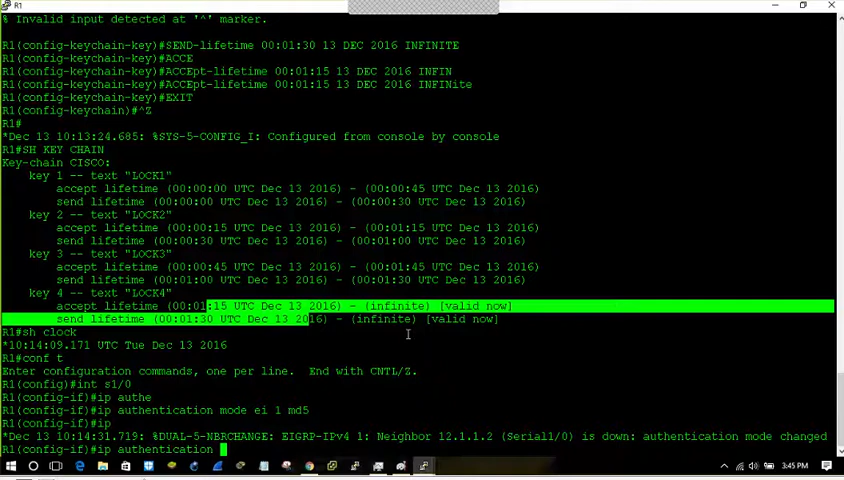 R1
% Invalid input detected at '^' marker.
R1(config-keychain-key)#SEND-lifetime 00:01:30 13 DEC 2016 INFINITE
R1(config-keychain-key)#ACCE
R1(config-keychain-key)#ACCEpt-lifetime 00:01:15 13 DEC 2016 INFIN
R1(config-keychain-key)#ACCEpt-lifetime 00:01:15 13 DEC 2016 INFINite
R1(config-keychain-key)#EXIT
R1(config-keychain)#^Z
R1#
*Dec 13 10:13:24.685: %SYS-5-CONFIG_I: Configured from console by console
R1#SH KEY CHAIN
Key-chain CISCO:
key 1 -- text "LOCK1"
accept lifetime (00:00:00 UTC Dec 13 2016) - (00:00:45 UTC Dec 13 2016)
send lifetime (00:00:00 UTC Dec 13 2016) - (00:00:30 UTC Dec 13 2016)
key 2 -- text "LOCK2"
accept lifetime (00:00:15 UTC Dec 13 2016) - (00:01:15 UTC Dec 13 2016)
send lifetime (00:00:30 UTC Dec 13 2016) - (00:01:00 UTC Dec 13 2016)
key 3 -- text "LOCK3"
accept lifetime (00:00:45 UTC Dec 13 2016) - (00:01:45 UTC Dec 13 2016)
send lifetime (00:01:00 UTC Dec 13 2016) - (00:01:30 UTC Dec 13 2016)
key 4 -- text "LOCK4"
accept lifetime (00:01:15 UTC Dec 13 2016) - (infinite) [valid now]
send lifetime (00:01:30 UTC Dec 13 2016) - (infinite) [valid now]
R1#sh clock
*10:14:09.171 UTC Tue Dec 13 2016
R1#conf t
Enter configuration commands, one per line.  End with CNTL/Z.
R1(config)#int s1/0
R1(config-if)#ip authe
R1(config-if)#ip authentication mode ei 1 md5
R1(config-if)#ip
*Dec 13 10:14:31.719: %DUAL-5-NBRCHANGE: EIGRP-IPv4 1: Neighbor 12.1.1.2 (Serial1/0) is down: authentication mode changed
R1(config-if)#ip authentication
3:45 PM